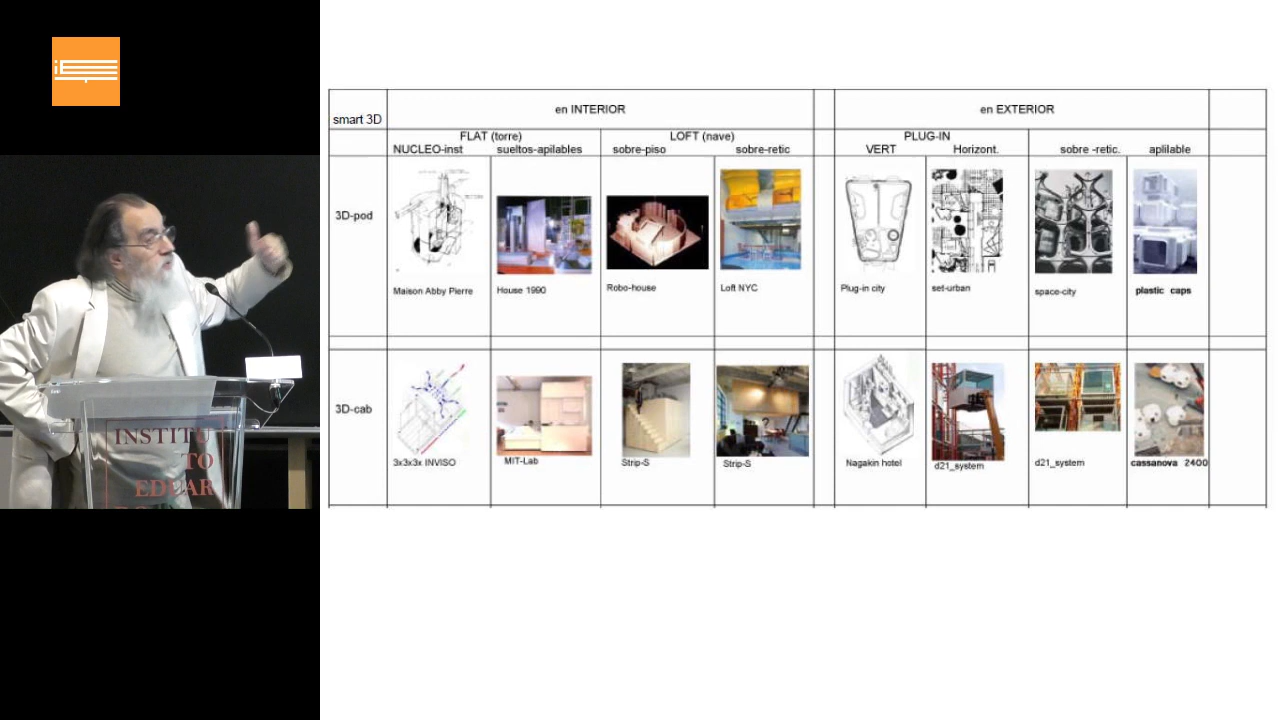 INSTITU
TO
EDUAR
smart 3D
en INTERIOR
en EXTERIOR
FLAT (torre)
LOFT (nave)
PLUG-IN
NUCLEO-inst
sueltos-apilables
sobre-piso
sobre-retic
VERT
Horizont.
sobre -retic.
aplilable
3D-pod
Maison Abby Pierre
House 1990
Robo-house
Loft NYC
Plug-in city
set-urban
space-city
plastic caps
3D-cab
3x3x3x INVISO
MIT-Lab
Strip-S
Strip-S
Nagakin hotel
d21_system
d21_system
cassanova 2400